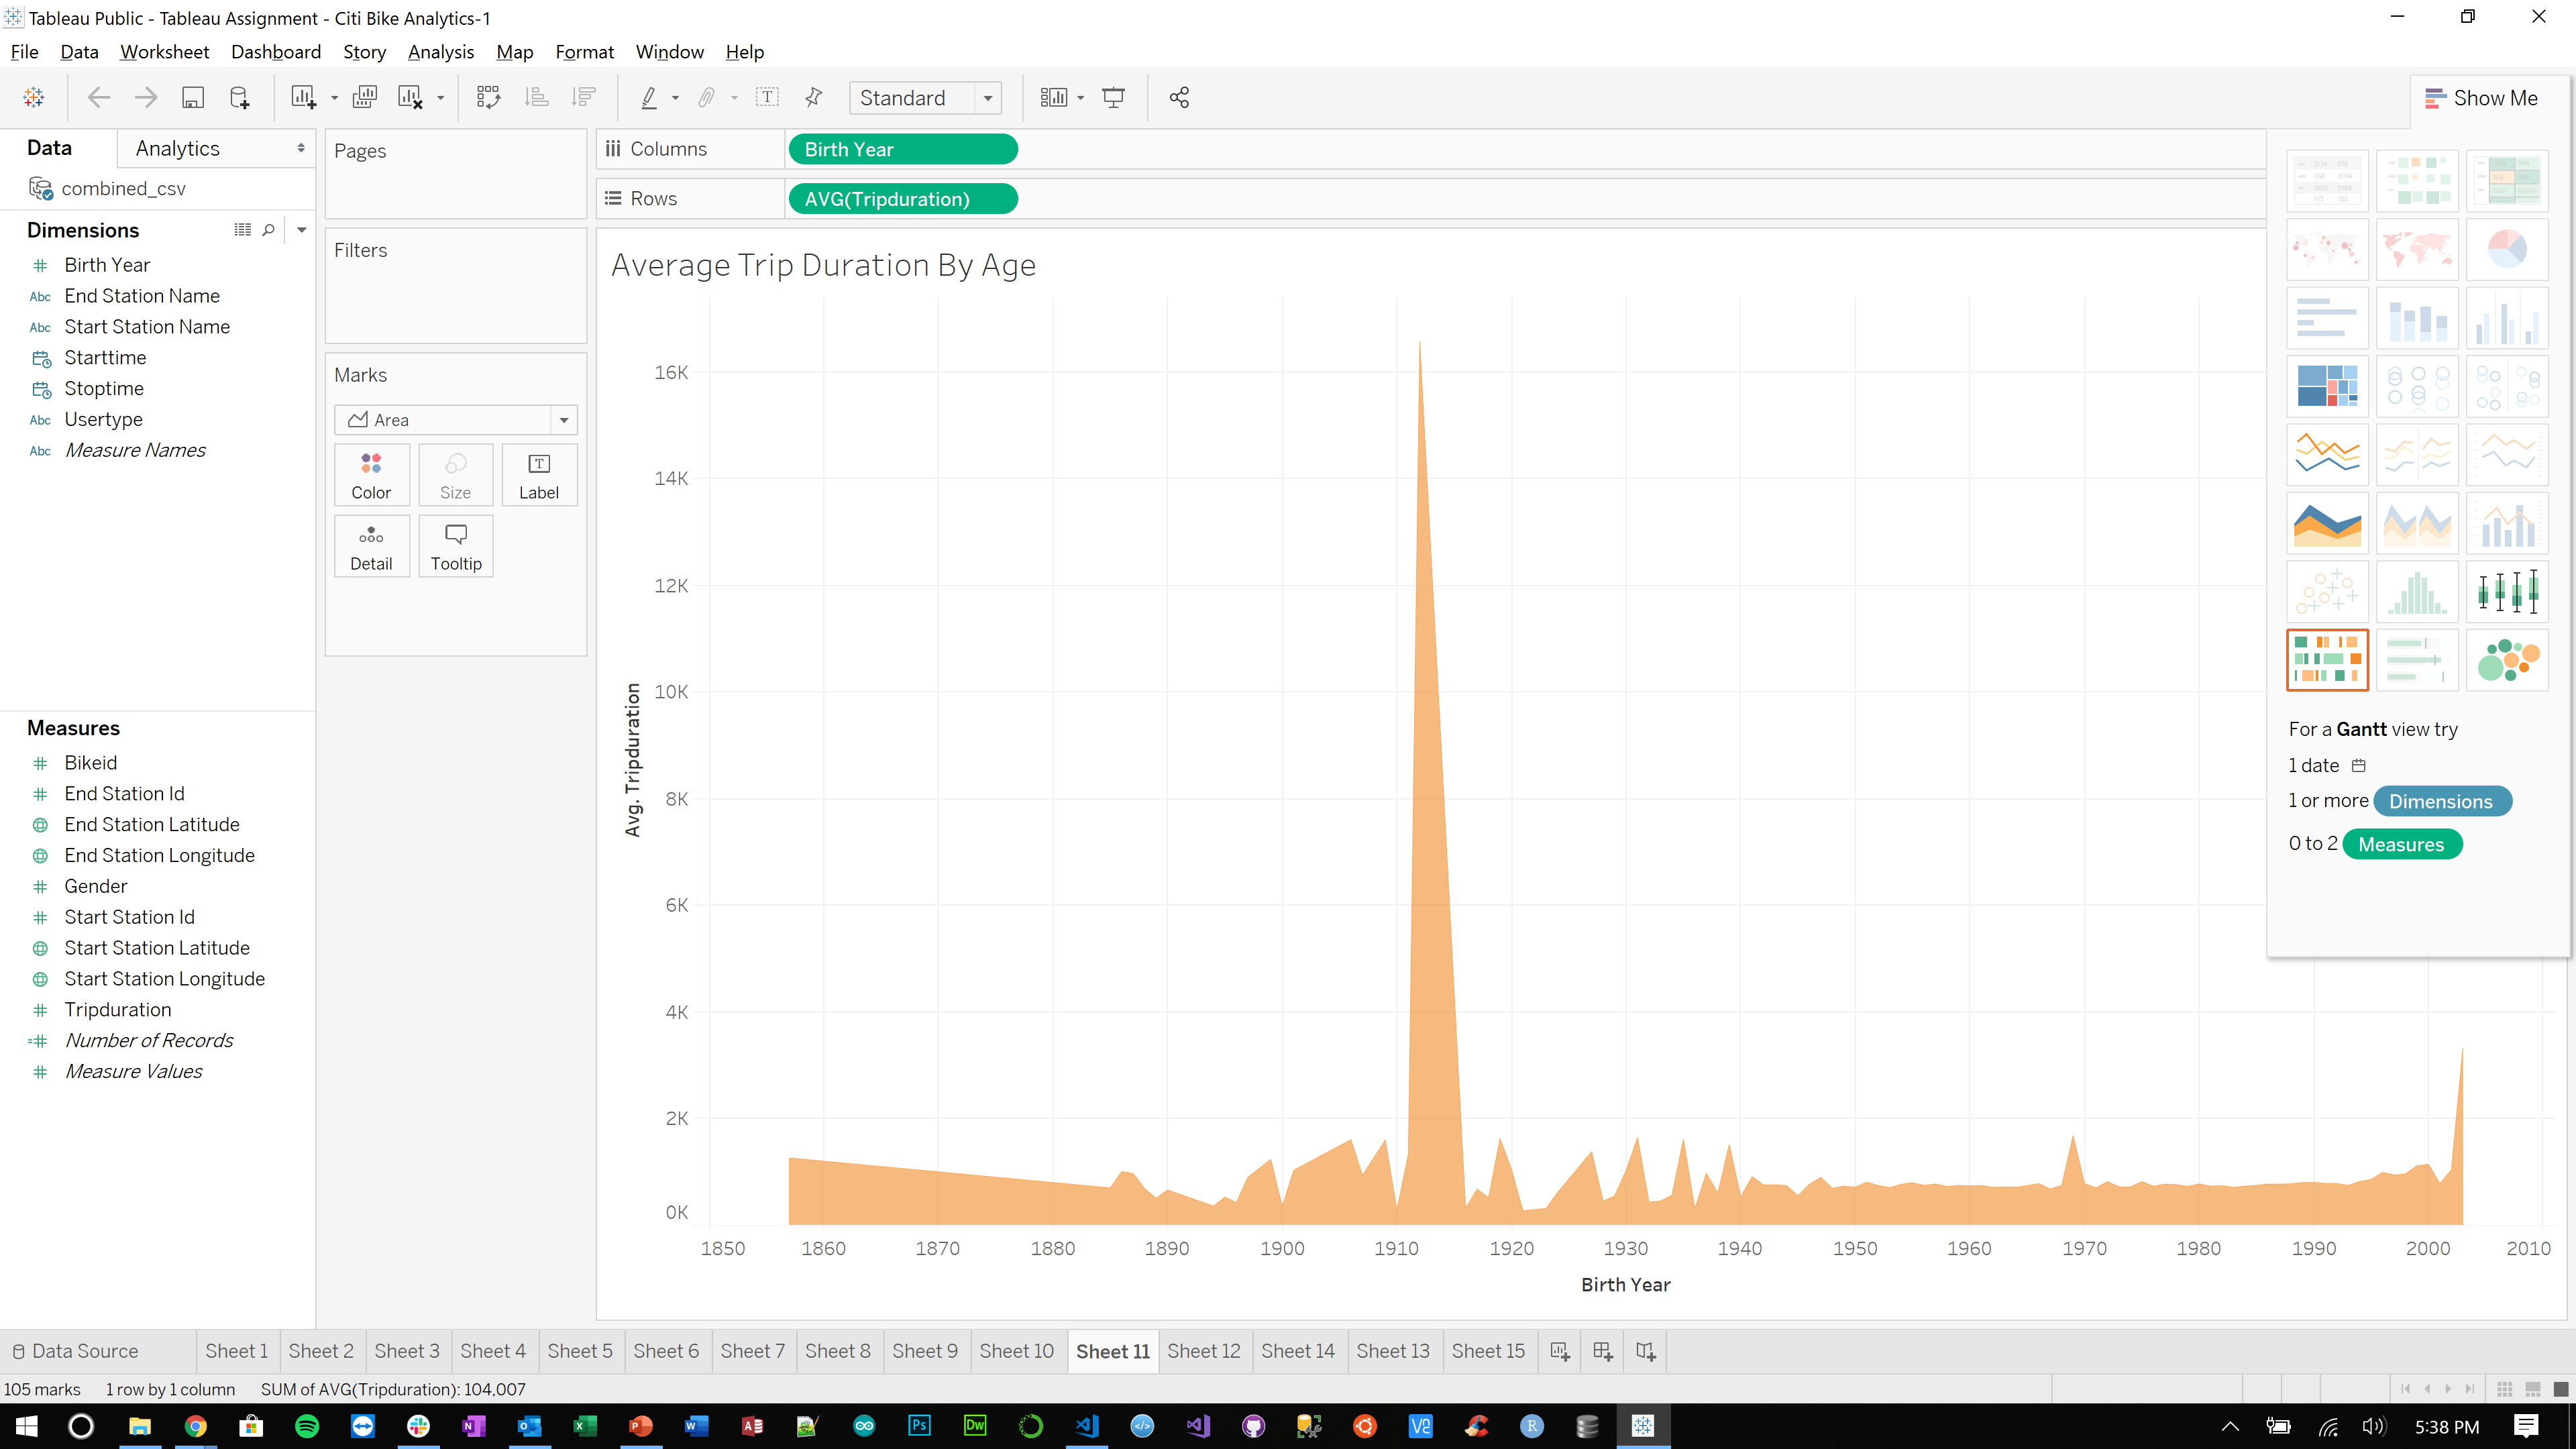 Tableau Public - Tableau Assignment - Citi Bike Analytics-1
File Data Worksheet Dashboard Story Analysis Map Format Window Help
Standard
Show Me
Data Analytics
combined_csv
Dimensions
Birth Year
Abc End Station Name
Abc Start Station Name
Starttime
Stoptime
Abc Usertype
Abc Measure Names
Measures
Bikeid
End Station Id
End Station Latitude
End Station Longitude
Gender
Start Station Id
Start Station Latitude
Start Station Longitude
Tripduration
Number of Records
Measure Values
Pages
Filters
Marks
Area
Color Size Label
Detail Tooltip
Columns Birth Year
Rows AVG(Tripduration)
Average Trip Duration By Age
16K
14K
12K
10K
8K
6K
4K
2K
0K
Avg. Tripduration
1850 1860 1870 1880 1890 1900 1910 1920 1930 1940 1950 1960 1970 1980 1990 2000 2010
Birth Year
For a Gantt view try
1 date
1 or more Dimensions
0 to 2 Measures
Data Source Sheet 1 Sheet 2 Sheet 3 Sheet 4 Sheet 5 Sheet 6 Sheet 7 Sheet 8 Sheet 9 Sheet 10 Sheet 11 Sheet 12 Sheet 14 Sheet 13 Sheet 15
105 marks 1 row by 1 column SUM of AVG(Tripduration): 104,007
5:38 PM